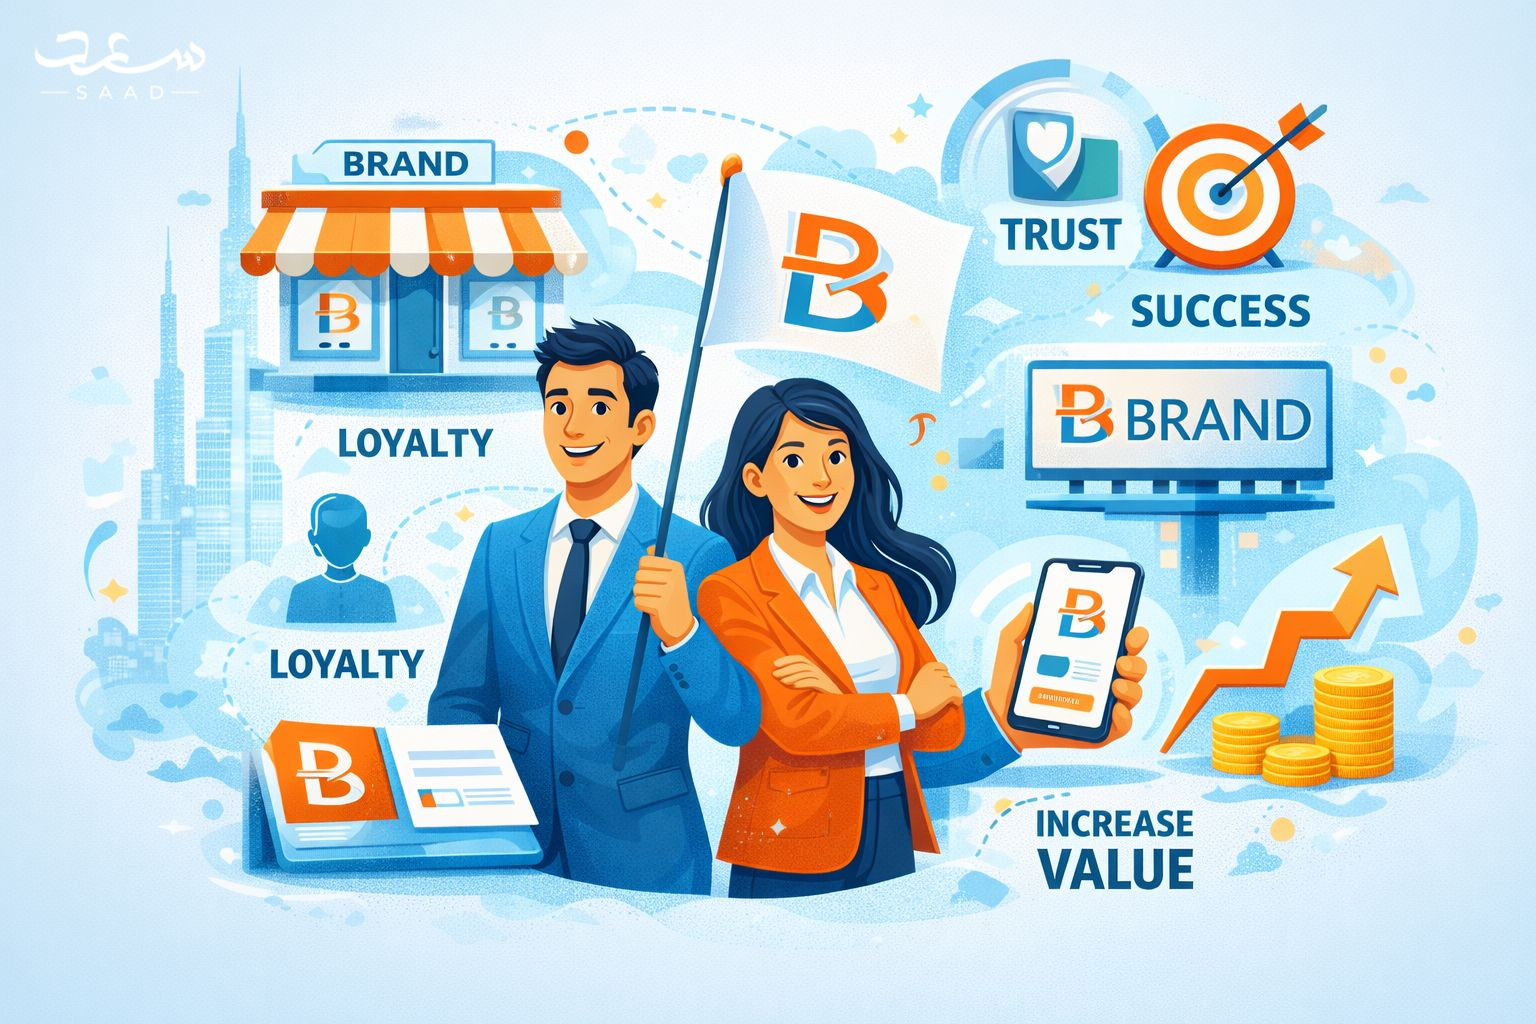 سعد
SAAD
BRAND
B
B
B
TRUST
SUCCESS
B BRAND
LOYALTY
LOYALTY
B
B
INCREASE
VALUE